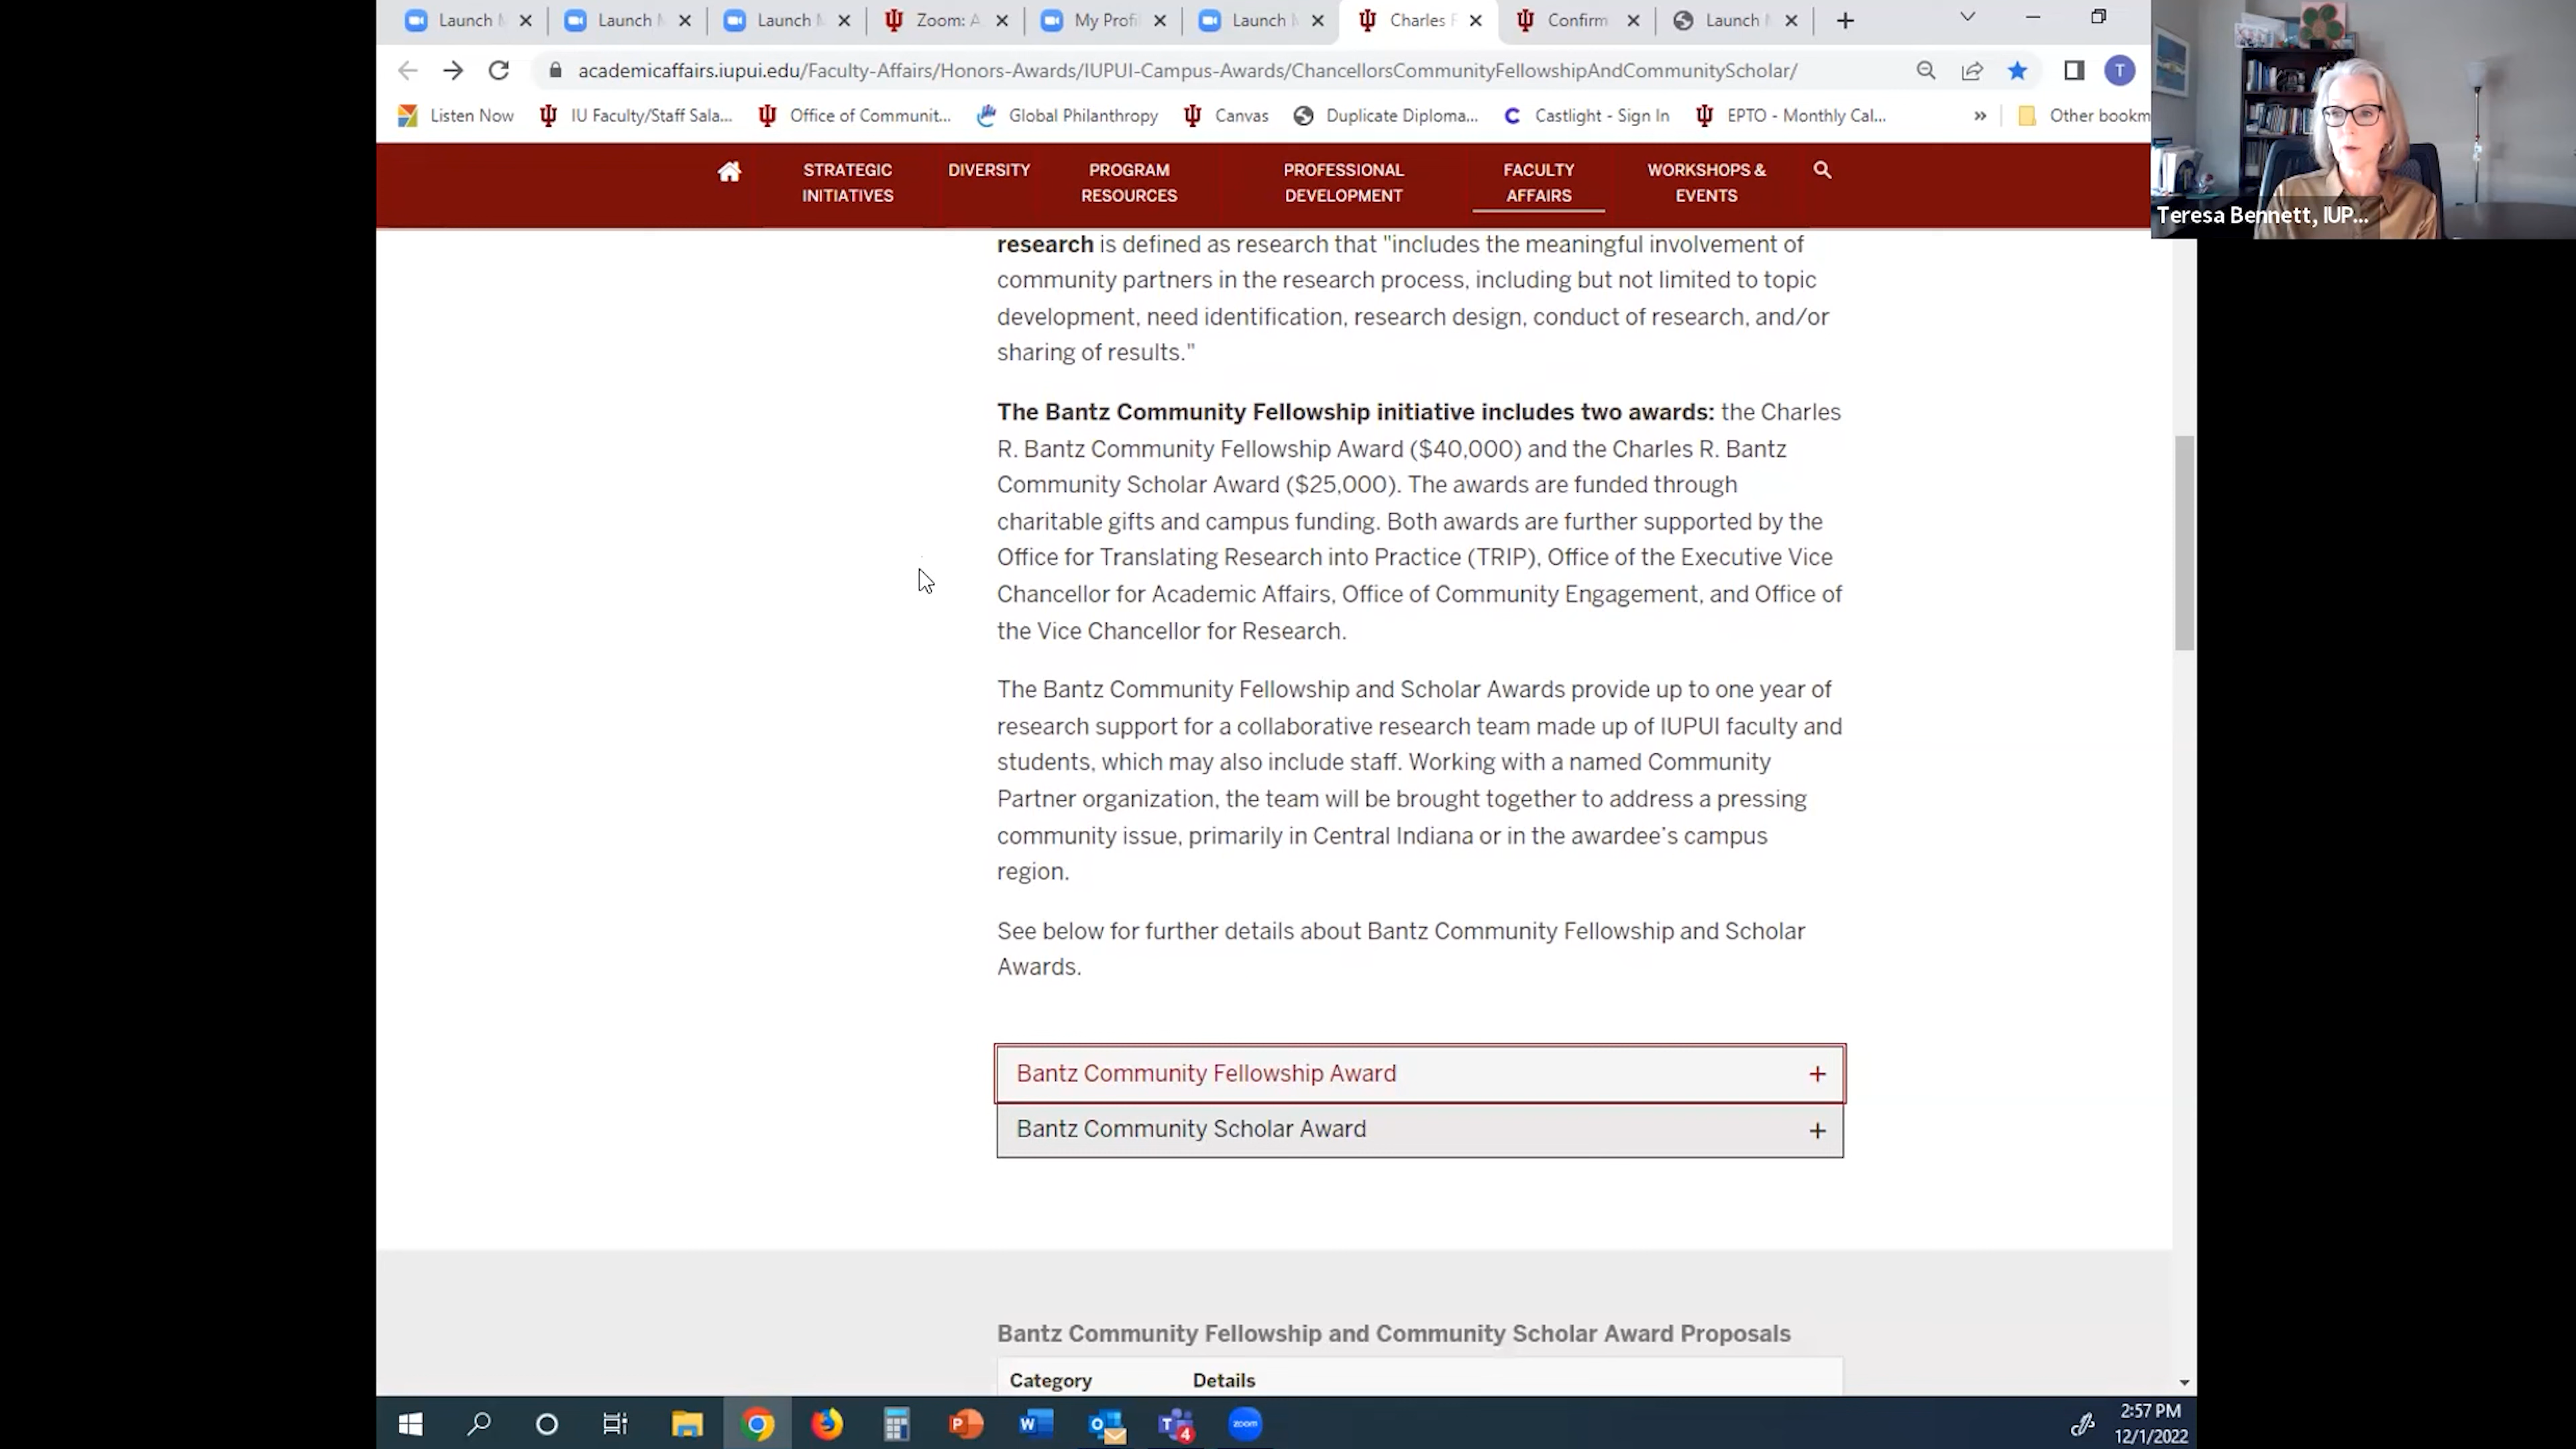 Launch M
Launch M
Launch M
Zoom: A
My Profi
Launch M
Charles R
Confirm
Launch M
academicaffairs.iupui.edu/Faculty-Affairs/Honors-Awards/IUPUI-Campus-Awards/ChancellorsCommunityFellowshipAndCommunityScholar/
T
Listen Now
IU Faculty/Staff Sala...
Office of Communit...
Global Philanthropy
Canvas
Duplicate Diploma...
Castlight - Sign In
EPTO - Monthly Cal...
»
Other bookm
STRATEGIC
INITIATIVES
DIVERSITY
PROGRAM
RESOURCES
PROFESSIONAL
DEVELOPMENT
FACULTY
AFFAIRS
WORKSHOPS &
EVENTS
Teresa Bennett, IUP...
research is defined as research that "includes the meaningful involvement of
community partners in the research process, including but not limited to topic
development, need identification, research design, conduct of research, and/or
sharing of results."
The Bantz Community Fellowship initiative includes two awards: the Charles
R. Bantz Community Fellowship Award ($40,000) and the Charles R. Bantz
Community Scholar Award ($25,000). The awards are funded through
charitable gifts and campus funding. Both awards are further supported by the
Office for Translating Research into Practice (TRIP), Office of the Executive Vice
Chancellor for Academic Affairs, Office of Community Engagement, and Office of
the Vice Chancellor for Research.
The Bantz Community Fellowship and Scholar Awards provide up to one year of
research support for a collaborative research team made up of IUPUI faculty and
students, which may also include staff. Working with a named Community
Partner organization, the team will be brought together to address a pressing
community issue, primarily in Central Indiana or in the awardee's campus
region.
See below for further details about Bantz Community Fellowship and Scholar
Awards.
Bantz Community Fellowship Award +
Bantz Community Scholar Award +
Bantz Community Fellowship and Community Scholar Award Proposals
Category Details
4
zoom
2:57 PM
12/1/2022